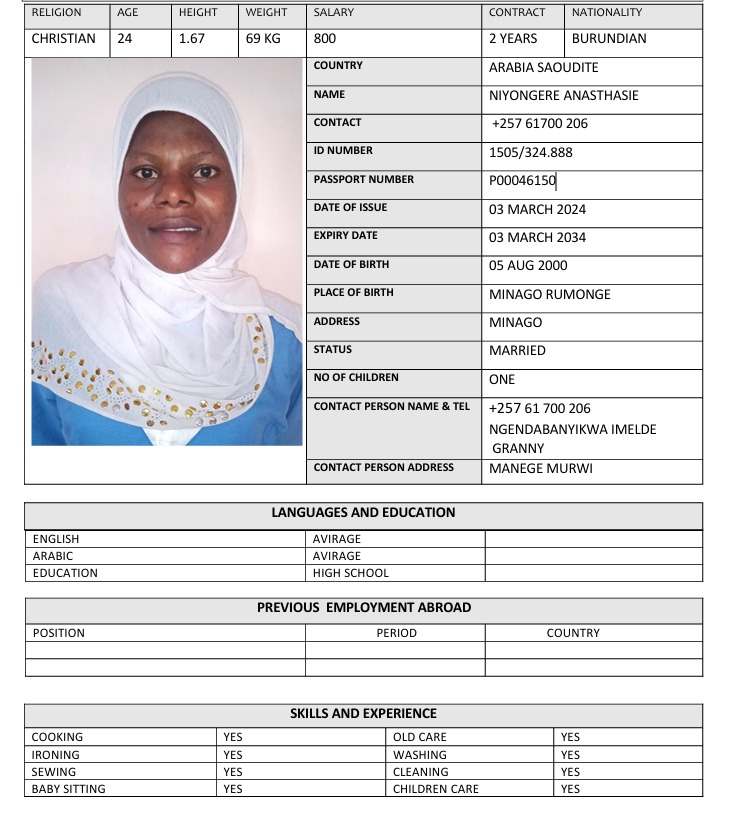 RELIGION AGE HEIGHT WEIGHT SALARY CONTRACT NATIONALITY
CHRISTIAN 24 1.67 69 KG 800 2 YEARS BURUNDIAN
COUNTRY ARABIA SAOUDITE
NAME NIYONGERE ANASTHASIE
CONTACT +257 61700 206
ID NUMBER 1505/324.888
PASSPORT NUMBER P00046150
DATE OF ISSUE 03 MARCH 2024
EXPIRY DATE 03 MARCH 2034
DATE OF BIRTH 05 AUG 2000
PLACE OF BIRTH MINAGO RUMONGE
ADDRESS MINAGO
STATUS MARRIED
NO OF CHILDREN ONE
CONTACT PERSON NAME & TEL +257 61 700 206
NGENDABANYIKWA IMELDE
GRANNY
CONTACT PERSON ADDRESS MANEGE MURWI
LANGUAGES AND EDUCATION
ENGLISH AVIRAGE
ARABIC AVIRAGE
EDUCATION HIGH SCHOOL
PREVIOUS EMPLOYMENT ABROAD
POSITION PERIOD COUNTRY
SKILLS AND EXPERIENCE
COOKING YES OLD CARE YES
IRONING YES WASHING YES
SEWING YES CLEANING YES
BABY SITTING YES CHILDREN CARE YES